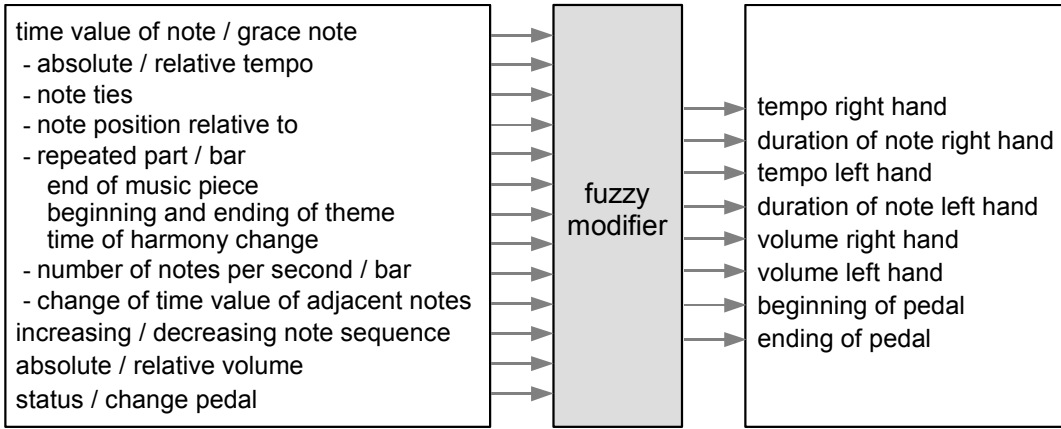 time value of note / grace note
- absolute / relative tempo
- note ties
- note position relative to
- repeated part / bar
end of music piece
beginning and ending of theme
time of harmony change
- number of notes per second / bar
- change of time value of adjacent notes
increasing / decreasing note sequence
absolute / relative volume
status / change pedal
fuzzy
modifier
tempo right hand
duration of note right hand
tempo left hand
duration of note left hand
volume right hand
volume left hand
beginning of pedal
ending of pedal